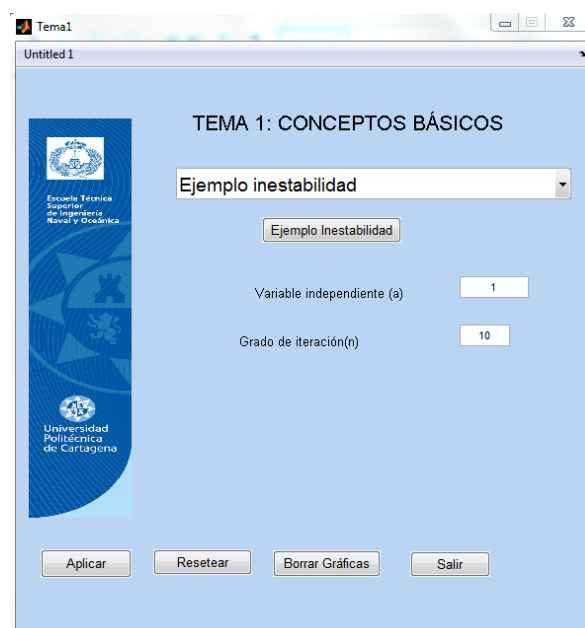 Tema1
Untitled 1
TEMA 1: CONCEPTOS BÁSICOS
Ejemplo inestabilidad
Escuela Técnica
Superior
de Ingeniería
Naval y Oceánica
Ejemplo Inestabilidad
Variable independiente (a)
1
Grado de iteración(n)
10
Universidad
Politécnica
de Cartagena
Aplicar
Resetear
Borrar Gráficas
Salir